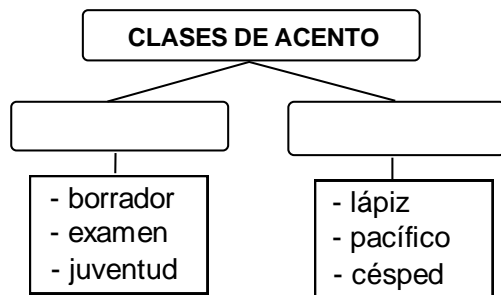 CLASES DE ACENTO
- borrador
- examen
- juventud
- lápiz
- pacífico
- césped